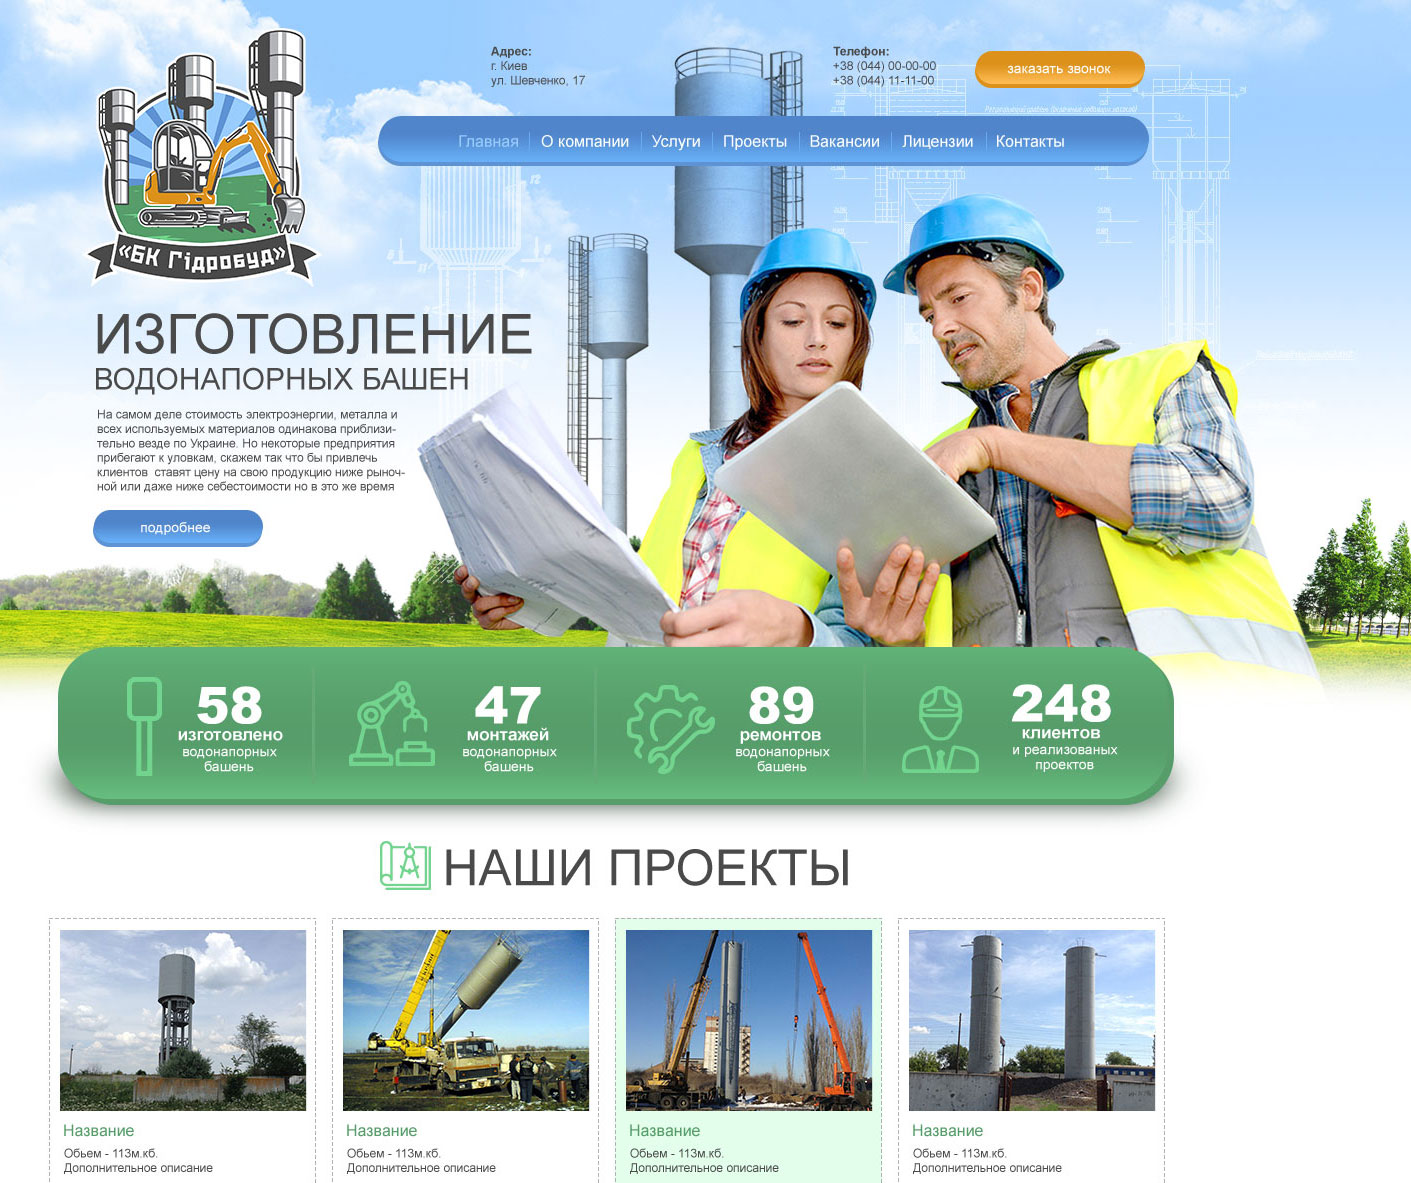 Адрес:
г. Киев
ул. Шевченко, 17
Телефон:
+38 (044) 00-00-00
+38 (044) 11-11-00
заказать звонок
Главная
О компании
Услуги
Проекты
Вакансии
Лицензии
Контакты
«БК Гідробуд»
ИЗГОТОВЛЕНИЕ
ВОДОНАПОРНЫХ БАШЕН
На самом деле стоимость электроэнергии, металла и
всех используемых материалов одинакова приблизи-
тельно везде по Украине. Но некоторые предприятия
прибегают к уловкам, скажем так что бы привлечь
клиентов  ставят цену на свою продукцию ниже рыноч-
ной или даже ниже себестоимости но в это же время
подробнее
58
изготовлено
водонапорных
башень
47
монтажей
водонапорных
башень
89
ремонтов
водонапорных
башень
248
клиентов
и реализованых
проектов
НАШИ ПРОЕКТЫ
Название
Обьем - 113м.кб.
Дополнительное описание
Название
Обьем - 113м.кб.
Дополнительное описание
Название
Обьем - 113м.кб.
Дополнительное описание
Название
Обьем - 113м.кб.
Дополнительное описание